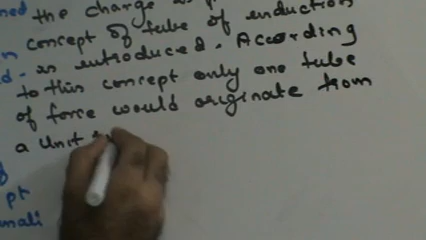 the charge
concept of tube of induction
introduced. According
to this concept only one tube
of force would originate from
a unit
pt